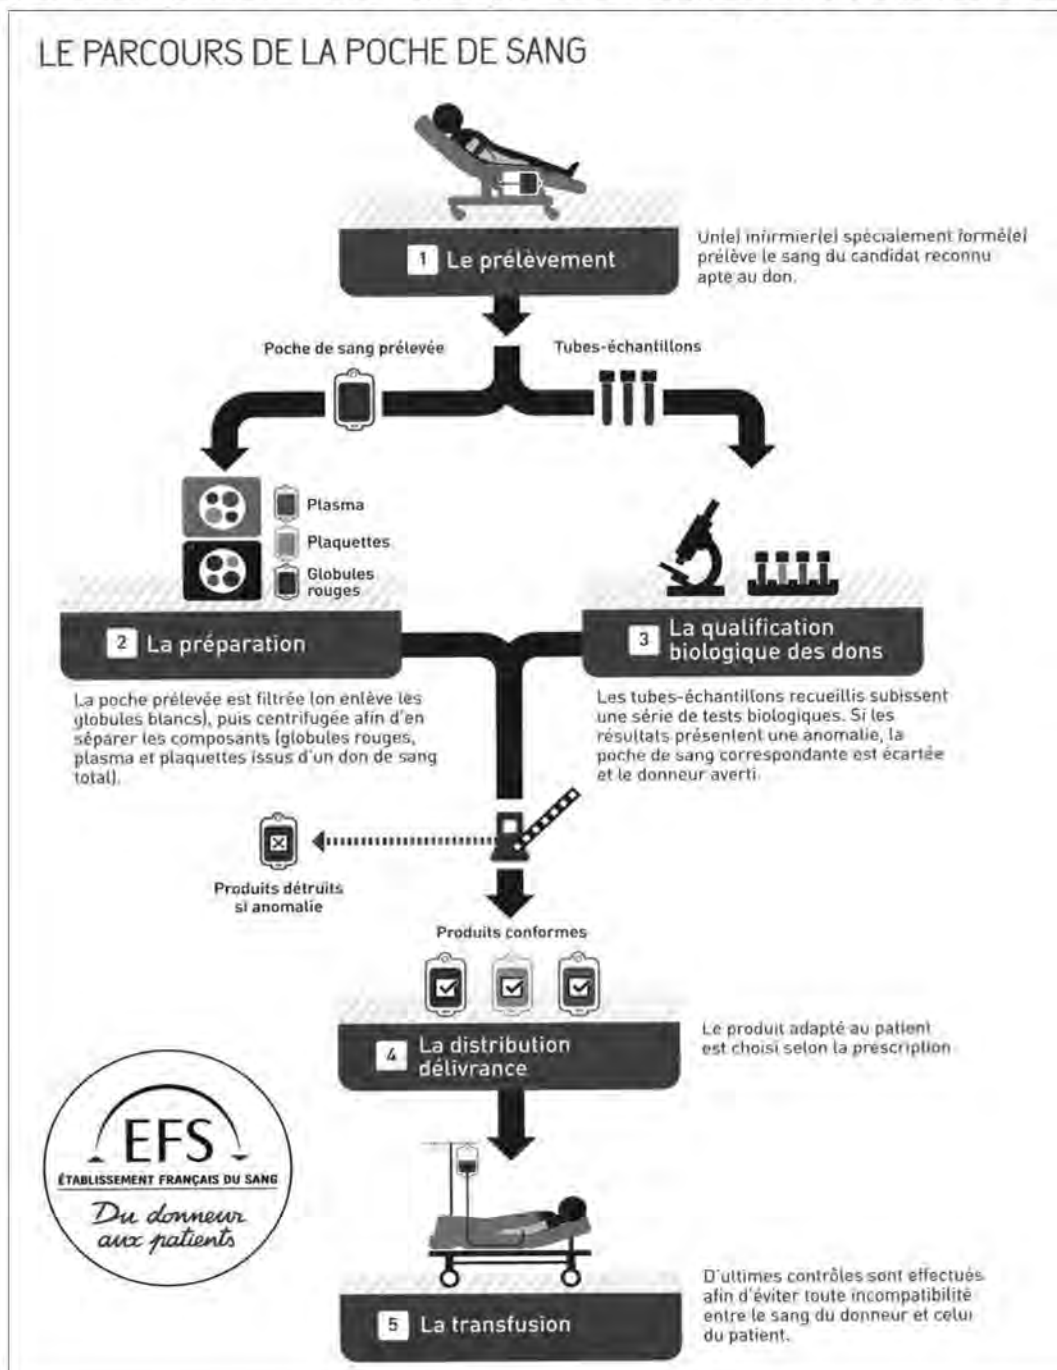 LE PARCOURS DE LA POCHE DE SANG
1 Le prélèvement
Un(e) infirmier(e) spécialement formé(e)
prélève le sang du candidat reconnu
apte au don.
Poche de sang prélevée
Tubes-échantillons
Plasma
Plaquettes
Globules
rouges
2 La préparation
La poche prélevée est filtrée (on enlève les
globules blancs), puis centrifugée afin d'en
séparer les composants (globules rouges,
plasma et plaquettes issus d'un don de sang
total).
3 La qualification
biologique des dons
Les tubes-échantillons recueillis subissent
une série de tests biologiques. Si les
résultats présentent une anomalie, la
poche de sang correspondante est écartée
et le donneur averti.
Produits détruits
si anomalie
Produits conformes
4 La distribution
délivrance
Le produit adapté au patient
est choisi selon la prescription
EFS
ÉTABLISSEMENT FRANÇAIS DU SANG
Du donneur
aux patients
5 La transfusion
D'ultimes contrôles sont effectués
afin d'éviter toute incompatibilité
entre le sang du donneur et celui
du patient.